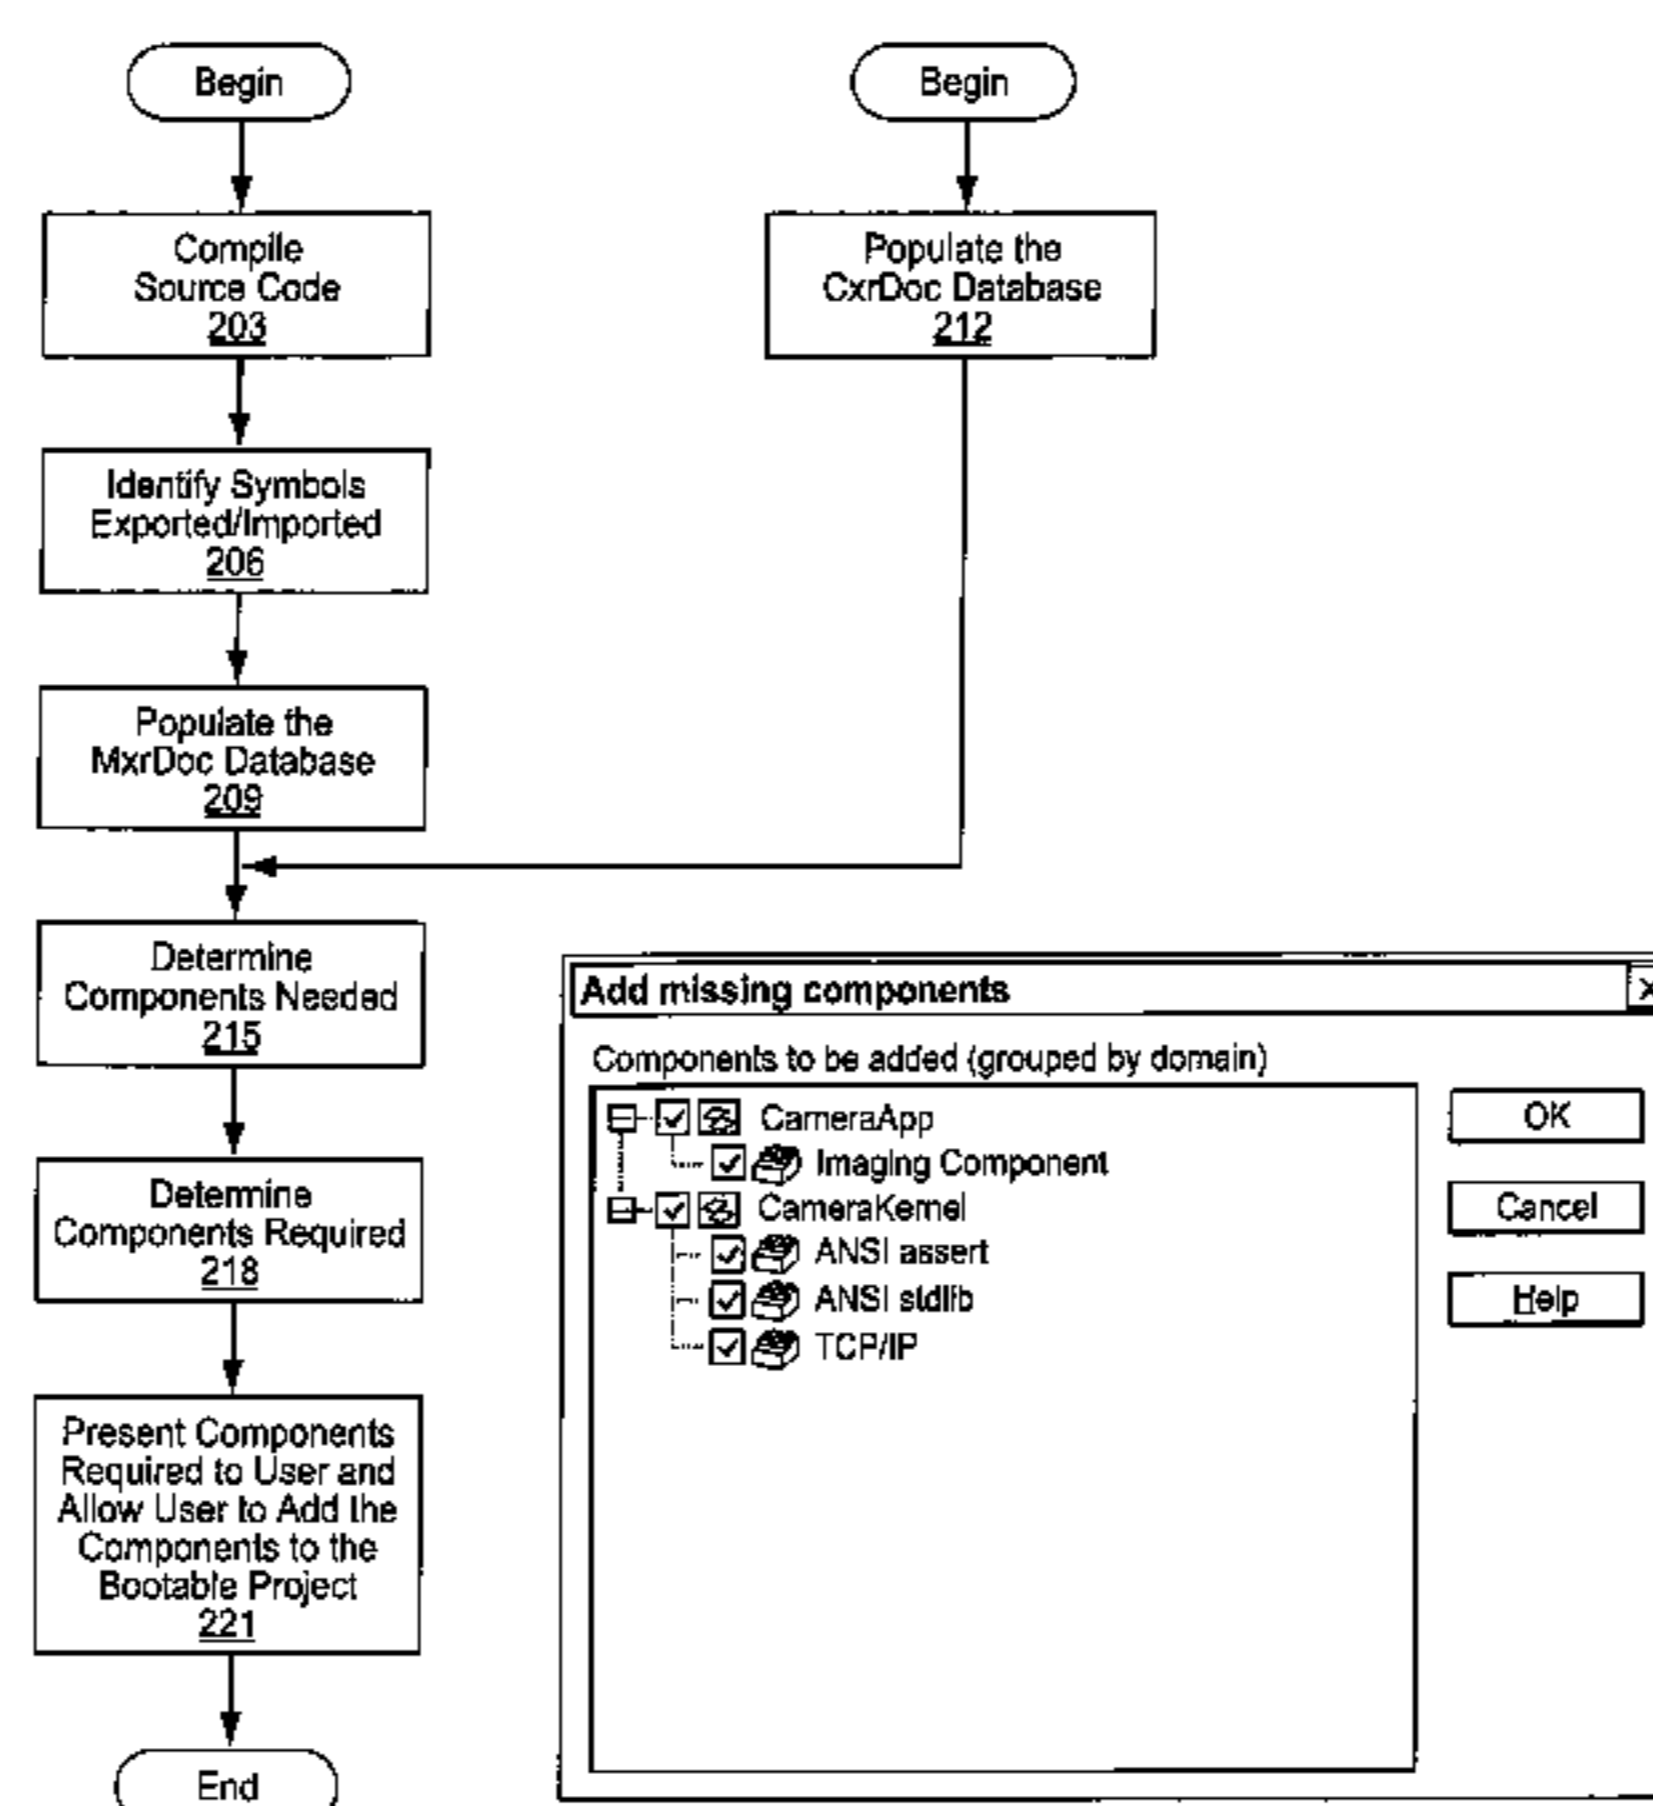 Begin
Compile
Source Code
203
Identify Symbols
Exported/Imported
206
Populate the
MxrDoc Database
209
Determine
Components Needed
215
Determine
Components Required
218
Present Components
Required to User and
Allow User to Add the
Components to the
Bootable Project
221
End
Begin
Populate the
CxrDoc Database
212
Add missing components
Components to be added (grouped by domain)
CameraApp
Imaging Component
CameraKernel
ANSI assert
ANSI stdlib
TCP/IP
OK
Cancel
Help